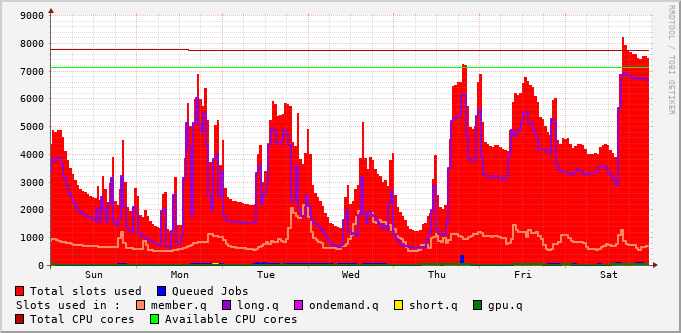 RRDTOOL / TOBI OETIKER
9000
8000
7000
6000
5000
4000
3000
2000
1000
0
Sun Mon Tue Wed Thu Fri Sat
Total slots used Queued Jobs
Slots used in : member.q long.q ondemand.q short.q gpu.q
Total CPU cores Available CPU cores